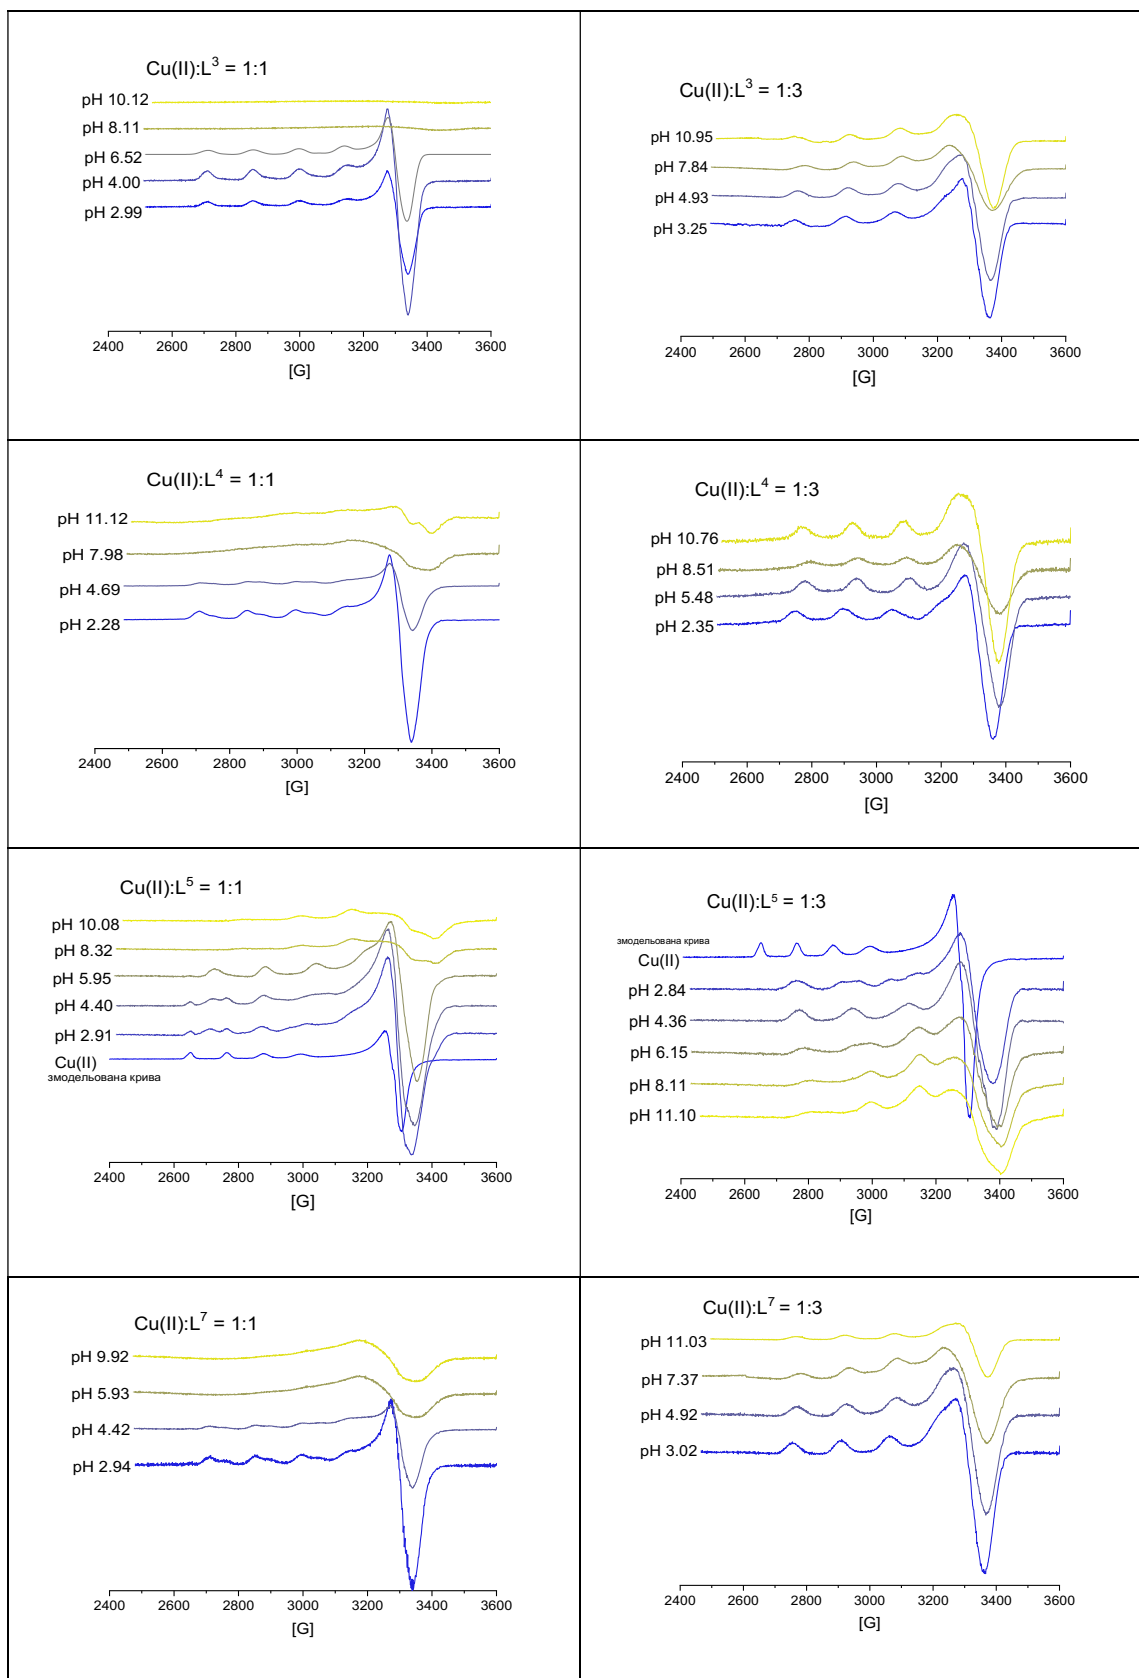 Cu(II):L³ = 1:1
pH 10.12
pH 8.11
pH 6.52
pH 4.00
pH 2.99
2400 2600 2800 3000 3200 3400 3600
[G]
Cu(II):L³ = 1:3
pH 10.95
pH 7.84
pH 4.93
pH 3.25
2400 2600 2800 3000 3200 3400 3600
[G]
Cu(II):L⁴ = 1:1
pH 11.12
pH 7.98
pH 4.69
pH 2.28
2400 2600 2800 3000 3200 3400 3600
[G]
Cu(II):L⁴ = 1:3
pH 10.76
pH 8.51
pH 5.48
pH 2.35
2400 2600 2800 3000 3200 3400 3600
[G]
Cu(II):L⁵ = 1:1
pH 10.08
pH 8.32
pH 5.95
pH 4.40
pH 2.91
Cu(II)
змодельована крива
2400 2600 2800 3000 3200 3400 3600
[G]
Cu(II):L⁵ = 1:3
змодельована крива
Cu(II)
pH 2.84
pH 4.36
pH 6.15
pH 8.11
pH 11.10
2400 2600 2800 3000 3200 3400 3600
[G]
Cu(II):L⁷ = 1:1
pH 9.92
pH 5.93
pH 4.42
pH 2.94
2400 2600 2800 3000 3200 3400 3600
[G]
Cu(II):L⁷ = 1:3
pH 11.03
pH 7.37
pH 4.92
pH 3.02
2400 2600 2800 3000 3200 3400 3600
[G]